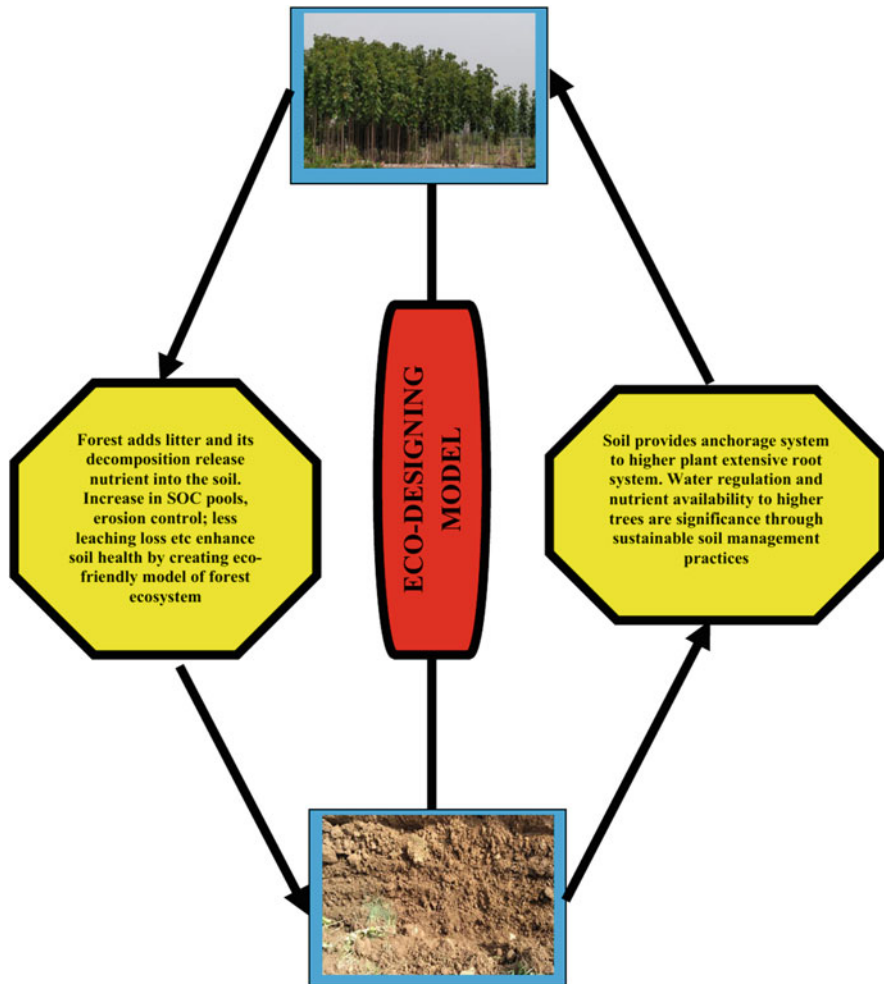 ECO-DESIGNING
MODEL
Forest adds litter and its
decomposition release
nutrient into the soil.
Increase in SOC pools,
erosion control; less
leaching loss etc enhance
soil health by creating eco-
friendly model of forest
ecosystem
Soil provides anchorage system
to higher plant extensive root
system. Water regulation and
nutrient availability to higher
trees are significance through
sustainable soil management
practices